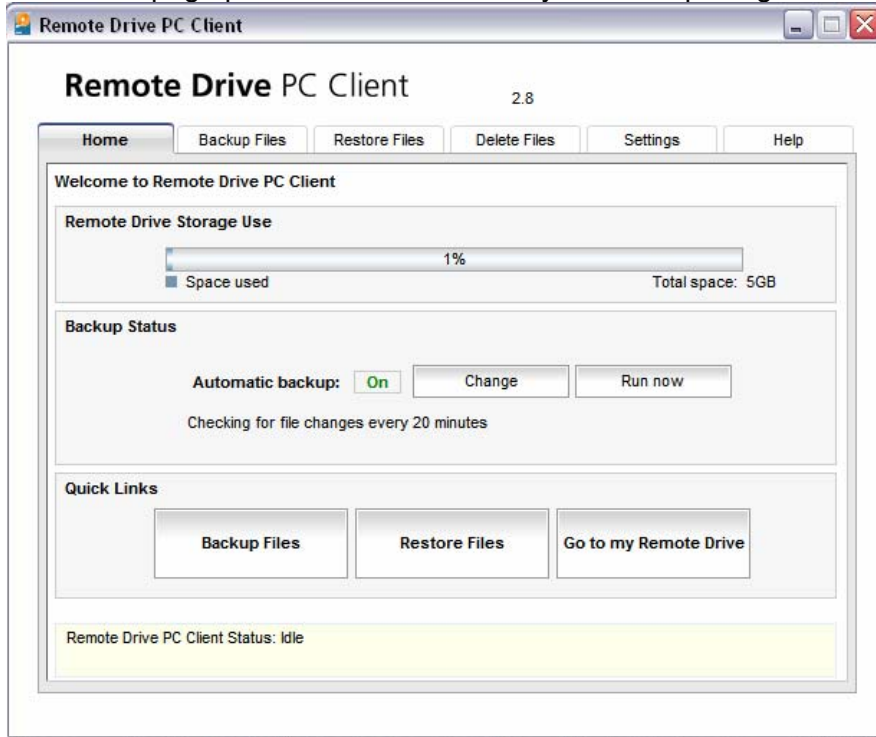 Remote Drive PC Client
Remote Drive PC Client 2.8
Home Backup Files Restore Files Delete Files Settings Help
Welcome to Remote Drive PC Client
Remote Drive Storage Use
1%
Space used Total space: 5GB
Backup Status
Automatic backup: On Change Run now
Checking for file changes every 20 minutes
Quick Links
Backup Files Restore Files Go to my Remote Drive
Remote Drive PC Client Status: Idle